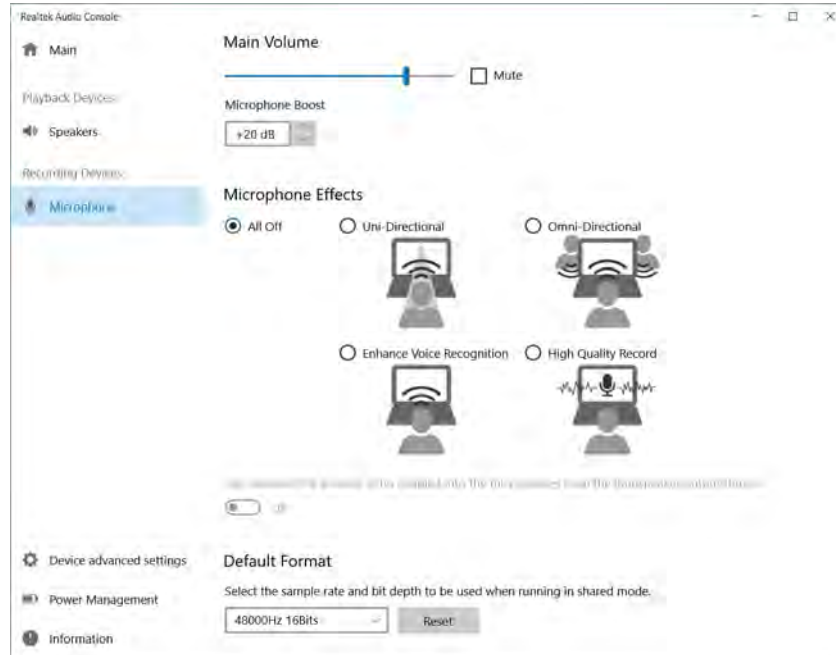 Realtek Audio Console
Main
Playback Devices
Speakers
Recording Devices
Microphone
Device advanced settings
Power Management
Information
Main Volume
Mute
Microphone Boost
+20 dB
Microphone Effects
All Off
Uni-Directional
Omni-Directional
Enhance Voice Recognition
High Quality Record
Default Format
Select the sample rate and bit depth to be used when running in shared mode.
48000Hz 16Bits
Reset